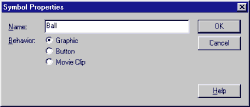 Symbol Properties
Name: Ball OK
Behavior: Graphic Cancel
Button
Movie Clip
Help